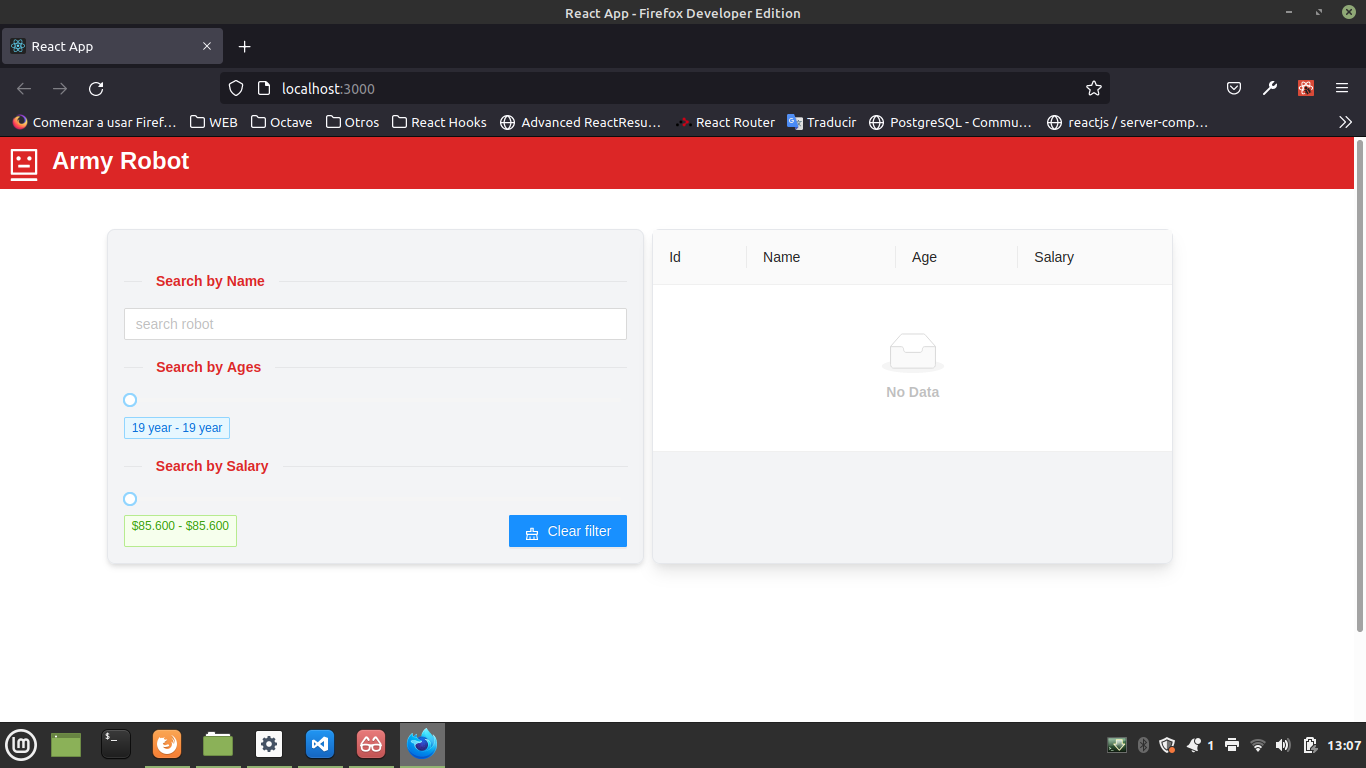 React App - Firefox Developer Edition
React App
localhost:3000
Comenzar a usar Firef...
WEB
Octave
Otros
React Hooks
Advanced ReactResu...
React Router
Traducir
PostgreSQL - Commu...
reactjs / server-comp...
Army Robot
Search by Name
search robot
Search by Ages
19 year - 19 year
Search by Salary
$85.600 - $85.600
Clear filter
Id Name Age Salary
No Data
$_
1
13:07